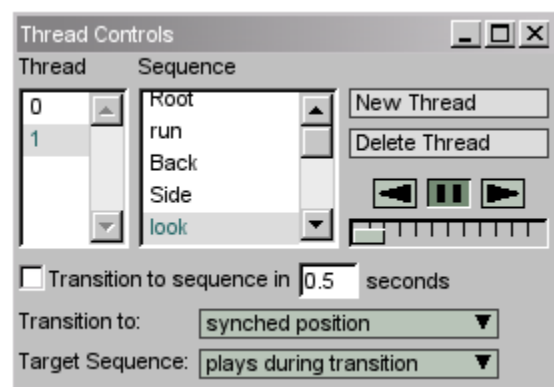 Thread Controls
Thread
Sequence
0
1
Root
run
Back
Side
look
New Thread
Delete Thread
Transition to sequence in 0.5 seconds
Transition to: synched position
Target Sequence: plays during transition